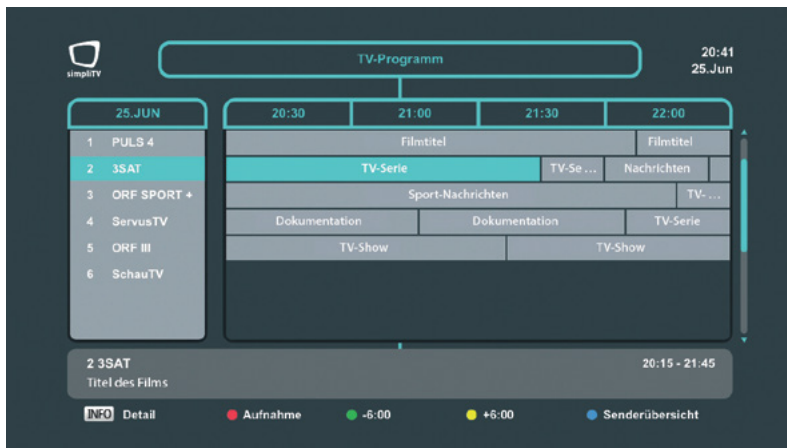 simpliTV
TV-Programm
20:41
25.Jun
25.JUN 20:30 21:00 21:30 22:00
1 PULS 4 Filmtitel Filmtitel
2 3SAT TV-Serie TV-Se ... Nachrichten
3 ORF SPORT + Sport-Nachrichten TV- ...
4 ServusTV Dokumentation Dokumentation TV-Serie
5 ORF III TV-Show TV-Show
6 SchauTV
2 3SAT 20:15 - 21:45
Titel des Films
INFO Detail Aufnahme -6:00 +6:00 Senderübersicht